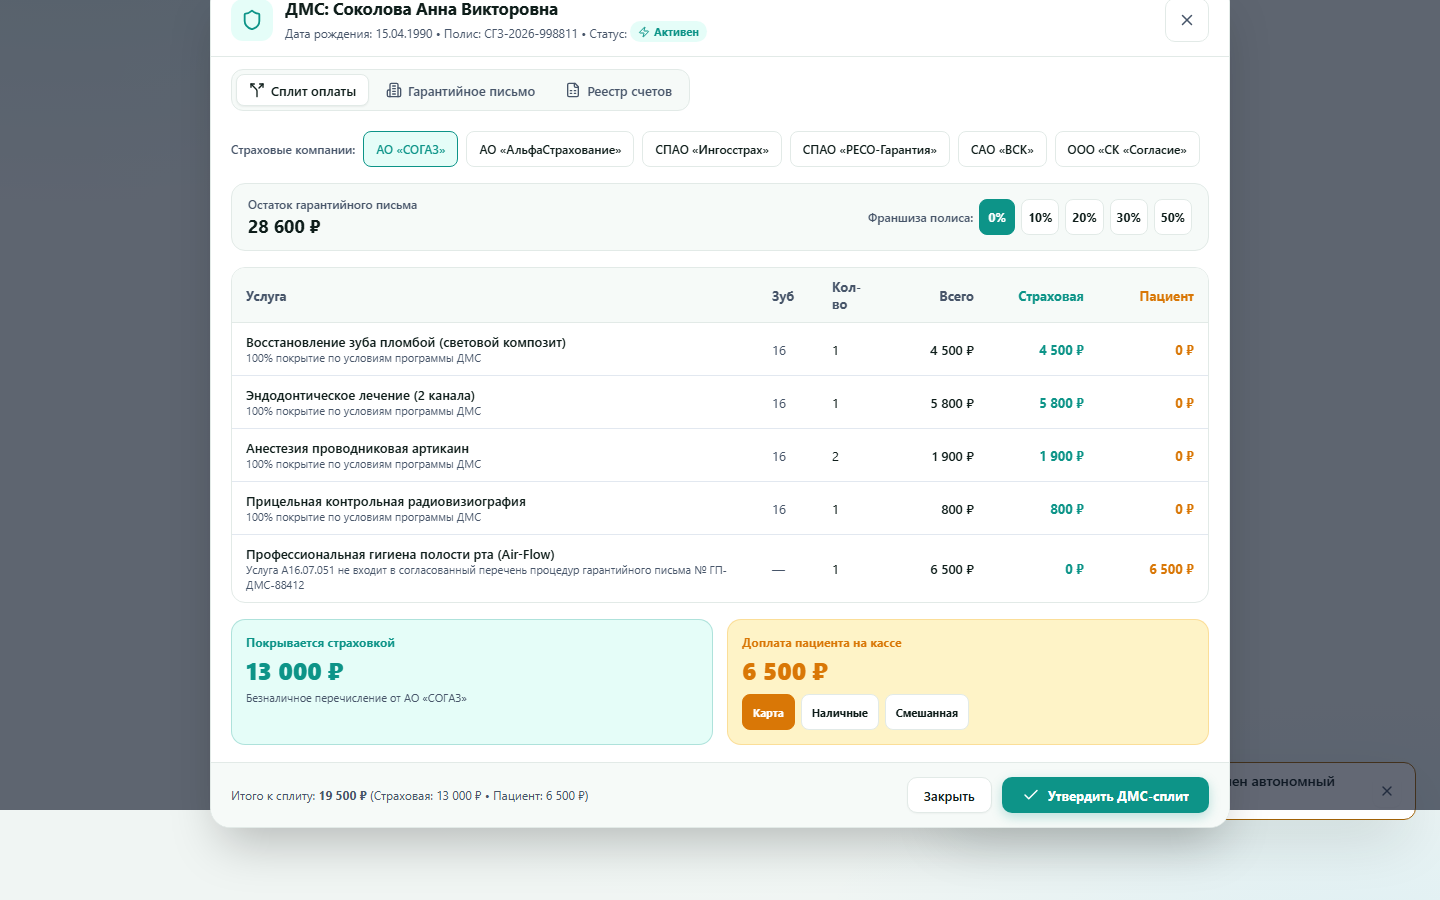 ДМС: Соколова Анна Викторовна
Дата рождения: 15.04.1990 • Полис: СГЗ-2026-998811 • Статус: Активен
Сплит оплаты
Гарантийное письмо
Реестр счетов
Страховые компании:
АО «СОГАЗ»
АО «АльфаСтрахование»
СПАО «Ингосстрах»
СПАО «РЕСО-Гарантия»
САО «ВСК»
ООО «СК «Согласие»
Остаток гарантийного письма
28 600 ₽
Франшиза полиса: 0% 10% 20% 30% 50%
Услуга Зуб Кол-во Всего Страховая Пациент
Восстановление зуба пломбой (световой композит)
100% покрытие по условиям программы ДМС
16 1 4 500 ₽ 4 500 ₽ 0 ₽
Эндодонтическое лечение (2 канала)
100% покрытие по условиям программы ДМС
16 1 5 800 ₽ 5 800 ₽ 0 ₽
Анестезия проводниковая артикаин
100% покрытие по условиям программы ДМС
16 2 1 900 ₽ 1 900 ₽ 0 ₽
Прицельная контрольная радиовизиография
100% покрытие по условиям программы ДМС
16 1 800 ₽ 800 ₽ 0 ₽
Профессиональная гигиена полости рта (Air-Flow)
Услуга A16.07.051 не входит в согласованный перечень процедур гарантийного письма № ГП-
ДМС-88412
— 1 6 500 ₽ 0 ₽ 6 500 ₽
Покрывается страховкой
13 000 ₽
Безналичное перечисление от АО «СОГАЗ»
Доплата пациента на кассе
6 500 ₽
Карта
Наличные
Смешанная
Итого к сплиту: 19 500 ₽ (Страховая: 13 000 ₽ • Пациент: 6 500 ₽)
Закрыть
Утвердить ДМС-сплит
автономный